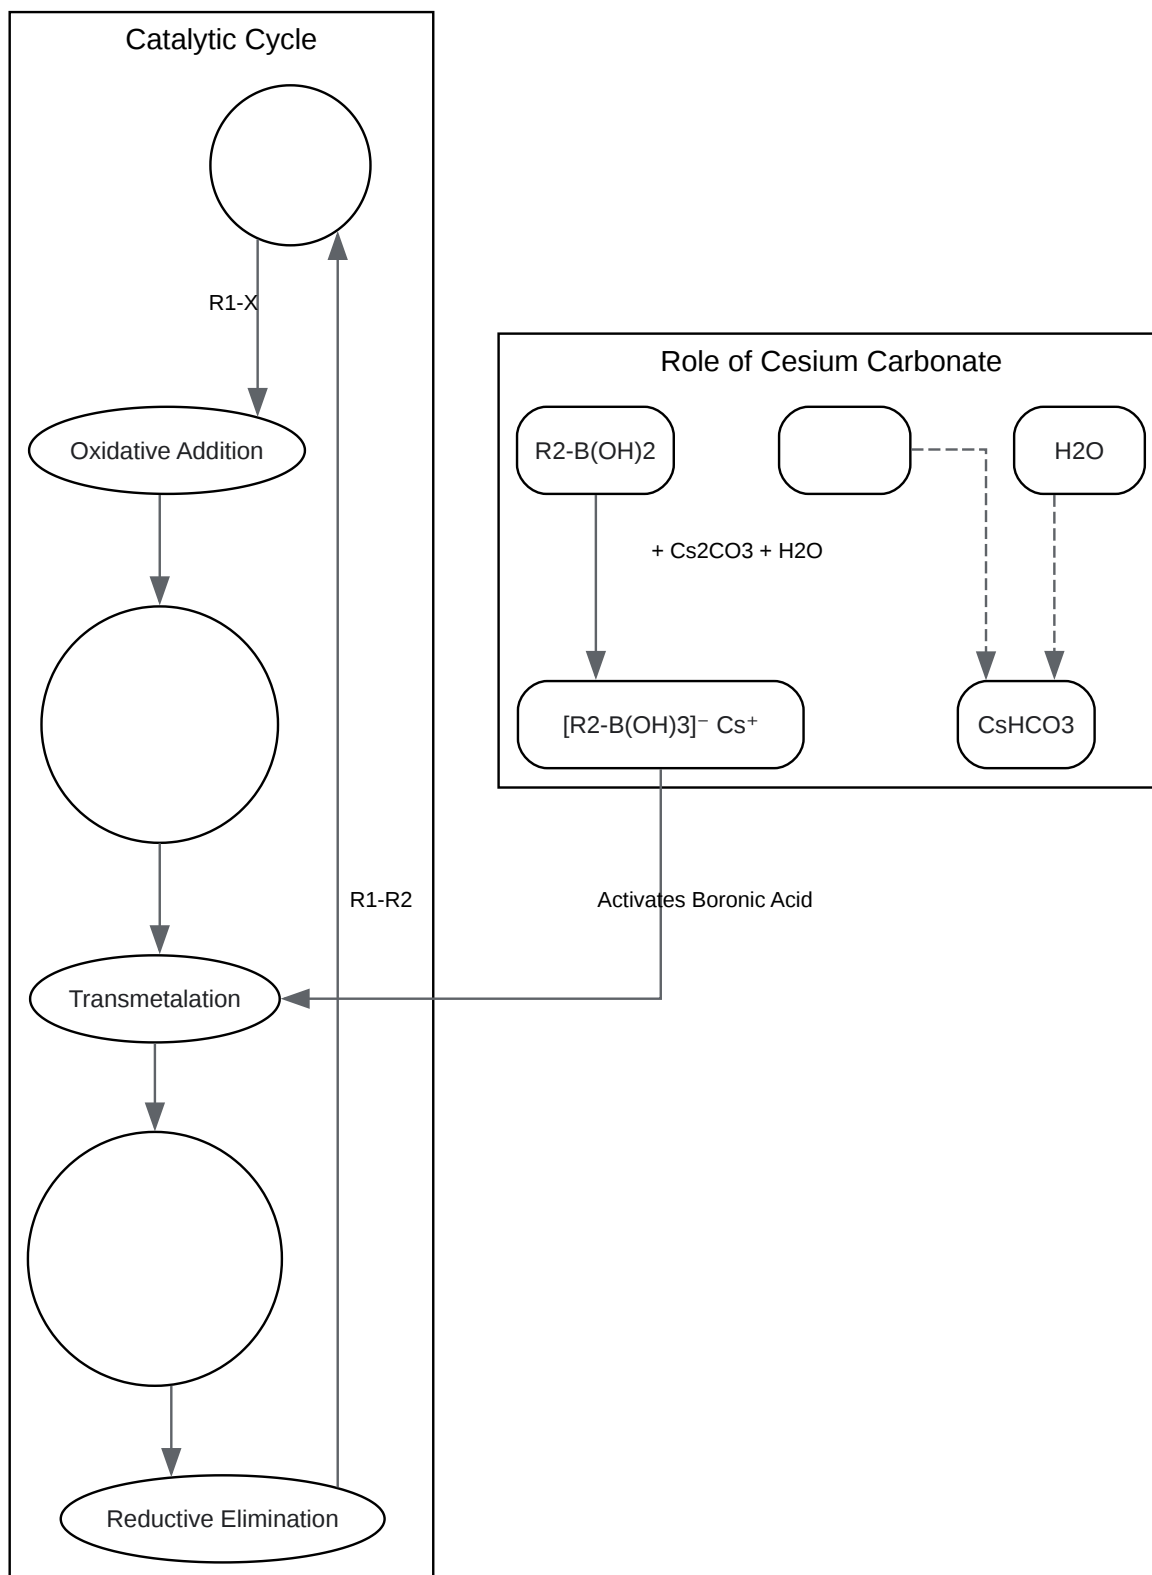 Catalytic Cycle
R1-X
Oxidative Addition
R1-R2
Transmetalation
Reductive Elimination
Role of Cesium Carbonate
R2-B(OH)2
H2O
+ Cs2CO3 + H2O
[R2-B(OH)3]⁻ Cs⁺
CsHCO3
Activates Boronic Acid